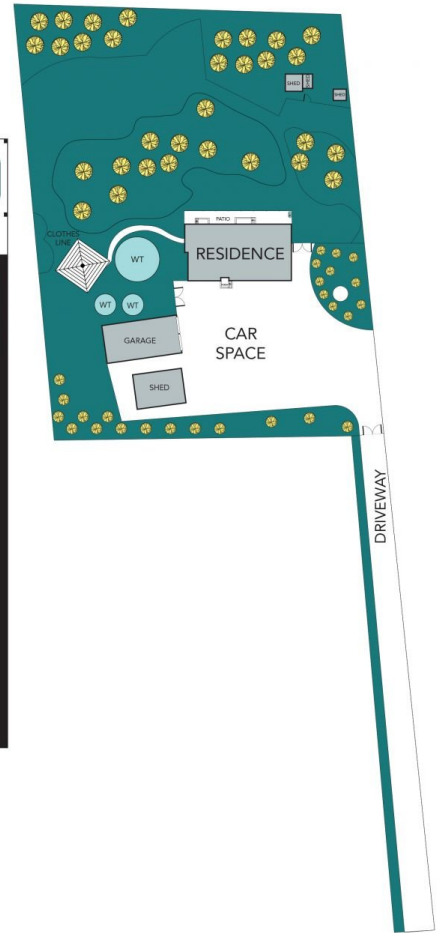 SHED
SHED
PATIO
CLOTHES
LINE
WT
RESIDENCE
WT
WT
GARAGE
CAR
SPACE
SHED
DRIVEWAY